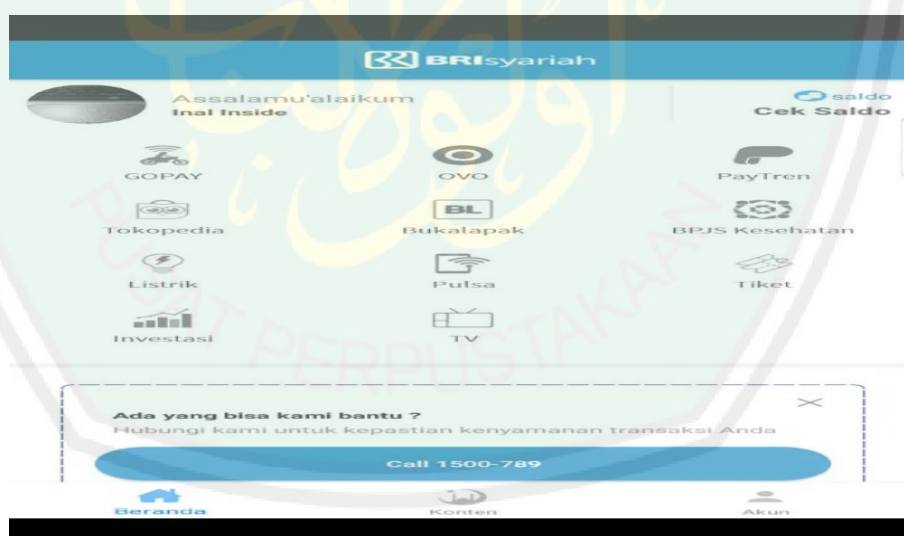 BRIsyariah
Assalamu'alaikum
Inal Inside
saldo
Cek Saldo
GOPAY
OVO
PayTren
Tokopedia
BL
Bukalapak
BPJS Kesehatan
Listrik
Pulsa
Tiket
Investasi
TV
Ada yang bisa kami bantu ?
Hubungi kami untuk kepastian kenyamanan transaksi Anda
Call 1500-789
Beranda
Konten
Akun
PUSAT PERPUSTAKAAN